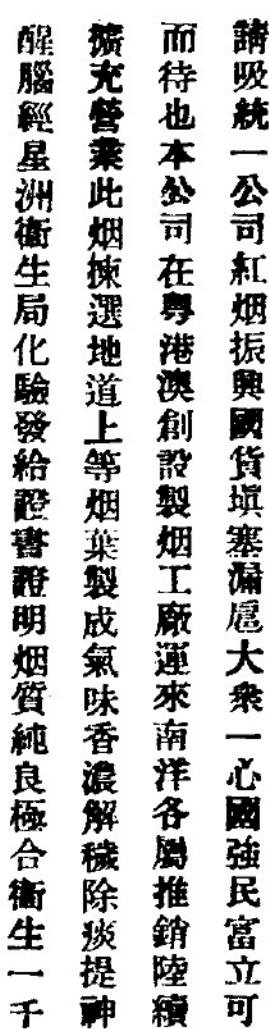 請吸統一公司紅烟振興國貨塡塞漏巵大衆一心國強民富立可
而待也本公司在粤港澳創設製烟工廠運來南洋各屬推銷陸續
擴充營業此烟揀選地道上等烟葉製成氣味香濃解穢除痰提神
醒腦經星洲衛生局化驗發給證書證明烟質純良極合衛生一千